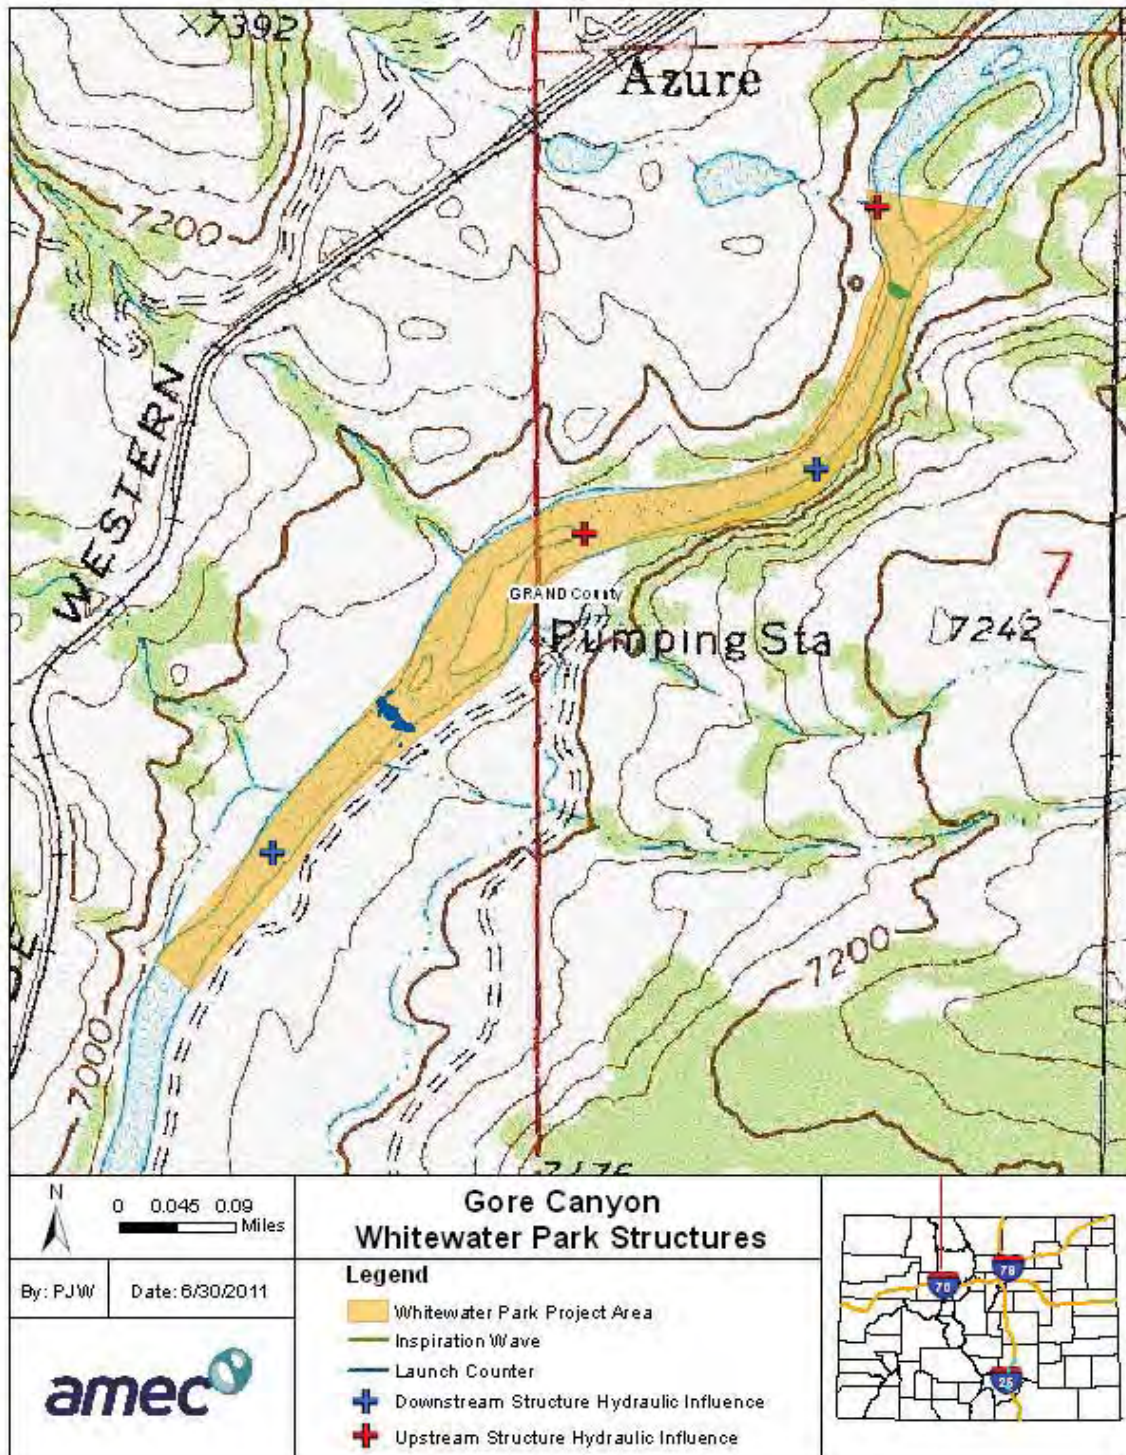 X7392
Azure
7200
WESTERN
GRAND County
7
Pumping Sta
7242
7200
7000
7176
N
0 0.045 0.09
Miles
By: PJW
Date: 6/30/2011
amec
Gore Canyon
Whitewater Park Structures
Legend
Whitewater Park Project Area
Inspiration Wave
Launch Counter
Downstream Structure Hydraulic Influence
Upstream Structure Hydraulic Influence
76
70
25